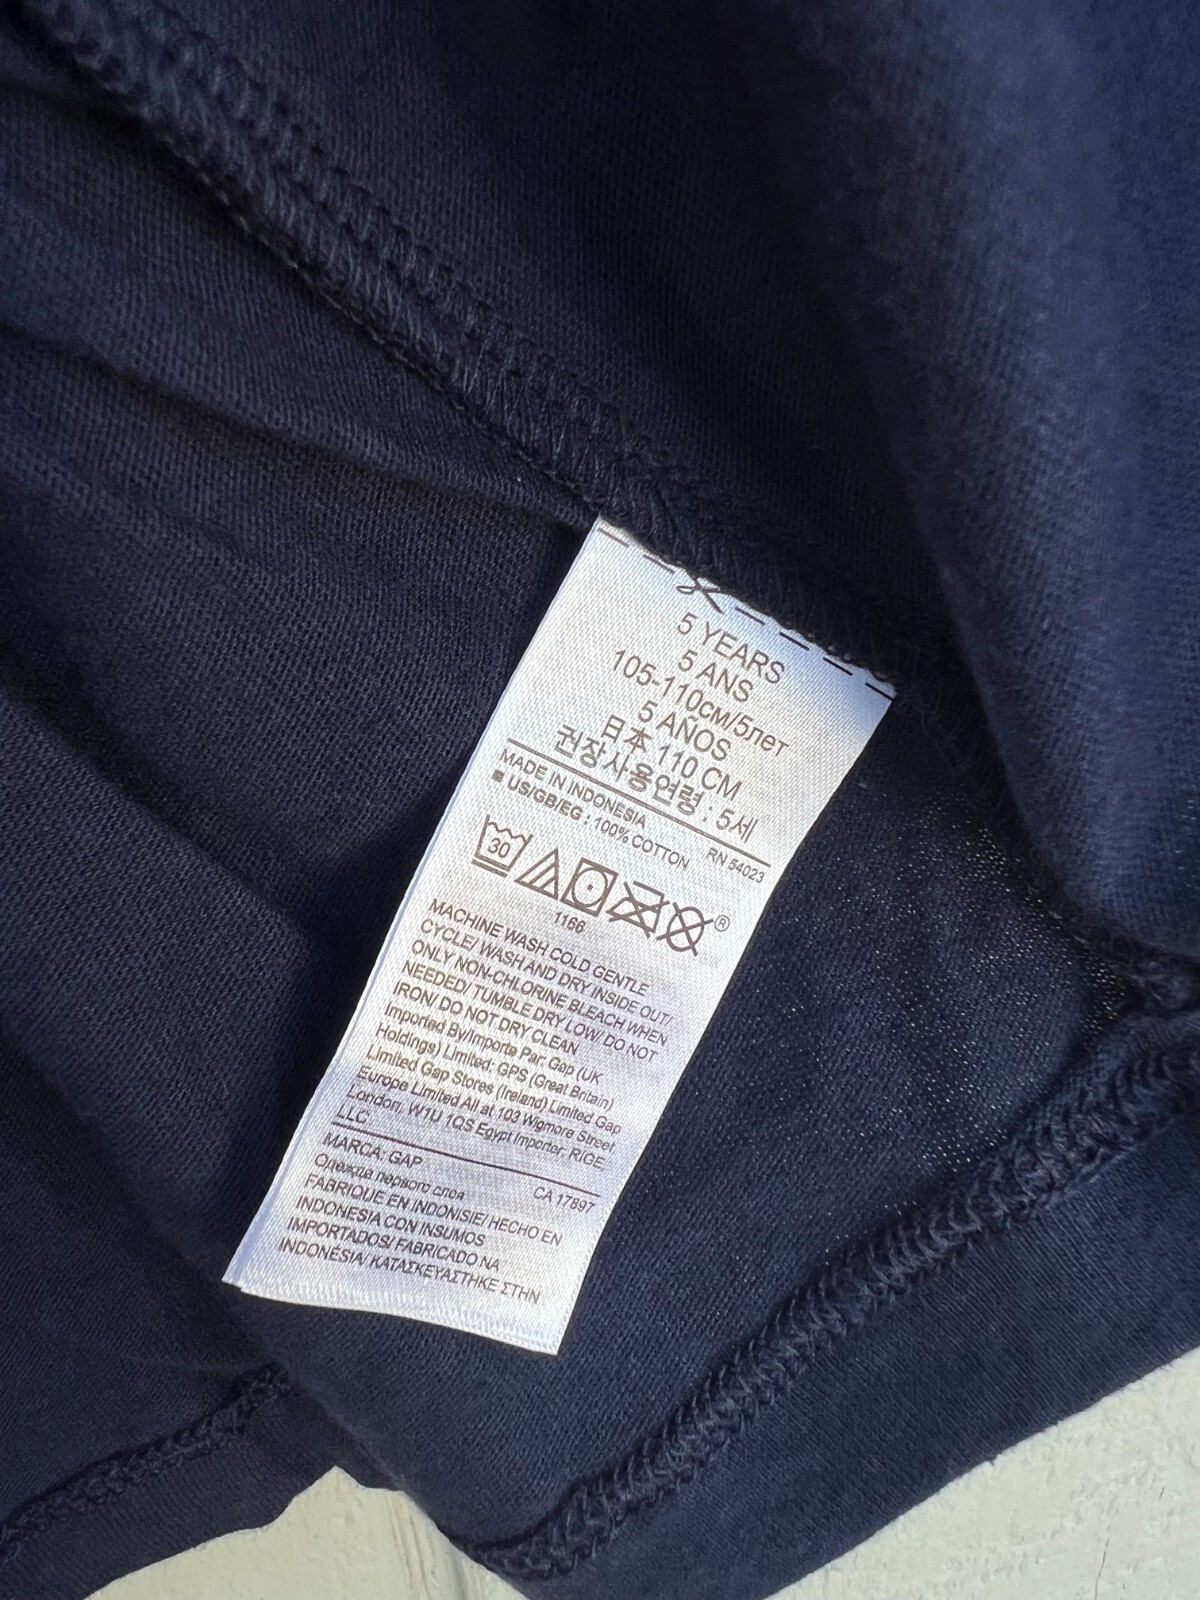 5 YEARS
5 ANS
105-110см/5лет
5 AÑOS
日本 110 CM
권장사용연령 : 5세
MADE IN INDONESIA
RN 54023
■ US/GB/EG : 100% COTTON
30
®
1166
MACHINE WASH COLD GENTLE
CYCLE/ WASH AND DRY INSIDE OUT/
ONLY NON-CHLORINE BLEACH WHEN
NEEDED/ TUMBLE DRY LOW/ DO NOT
IRON/ DO NOT DRY CLEAN
Imported By/Importe Par: Gap (UK
Holdings) Limited; GPS (Great Britain)
Limited Gap Stores (Ireland) Limited Gap
Europe Limited All at 103 Wigmore Street
London, W1U 1QS Egypt Importer; RIGE
LLC
MARCA: GAP
CA 17897
Одежда первого слоя
FABRIQUE EN INDONISIE/ HECHO EN
INDONESIA CON INSUMOS
IMPORTADOS/ FABRICADO NA
INDONÉSIA/ ΚΑΤΑΣΚΕΥΑΣΤΗΚΕ ΣΤΗΝ